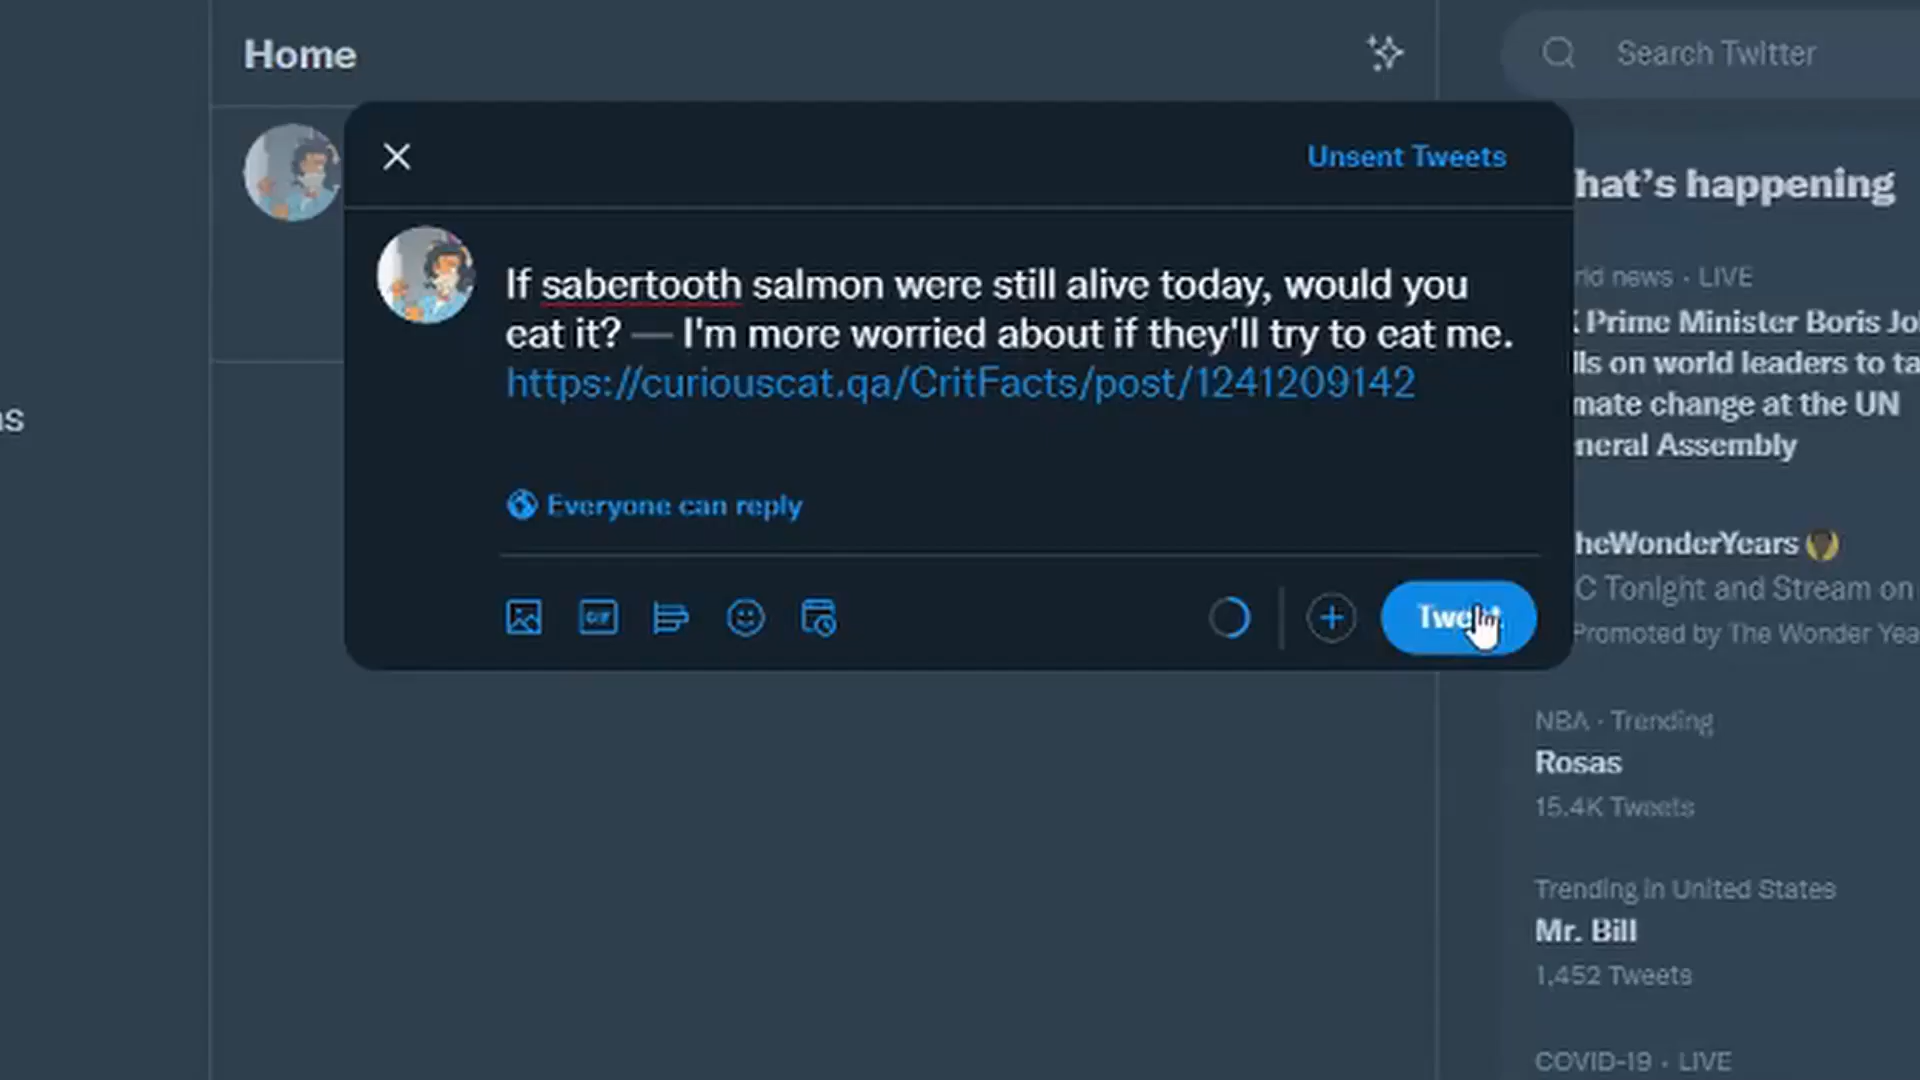 Home
Search Twitter
Unsent Tweets
If sabertooth salmon were still alive today, would you
eat it? — I'm more worried about if they'll try to eat me.
https://curiouscat.qa/CritFacts/post/1241209142
Everyone can reply
GIF
Tweet
hat's happening
rld news · LIVE
Prime Minister Boris Jo
lls on world leaders to ta
mate change at the UN
neral Assembly
heWonderYears
C Tonight and Stream on
Promoted by The Wonder Yea
NBA · Trending
Rosas
15.4K Tweets
Trending in United States
Mr. Bill
1,452 Tweets
COVID-19 · LIVE